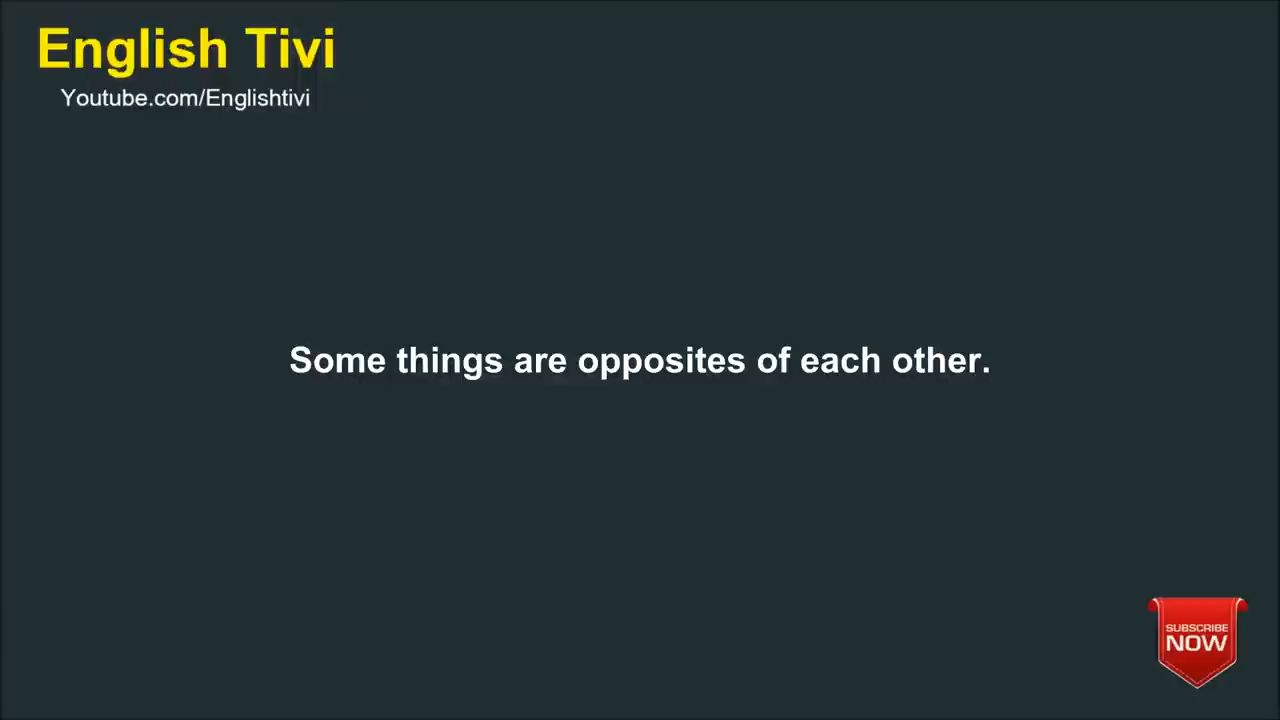 English Tivi
Youtube.com/Englishtivi
Some things are opposites of each other.
SUBSCRIBE
NOW